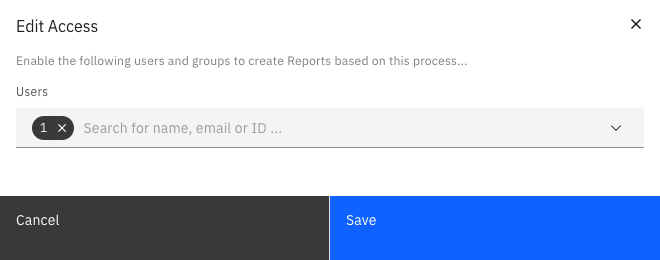 Edit Access
Enable the following users and groups to create Reports based on this process...
Users
1 Search for name, email or ID ...
Cancel Save